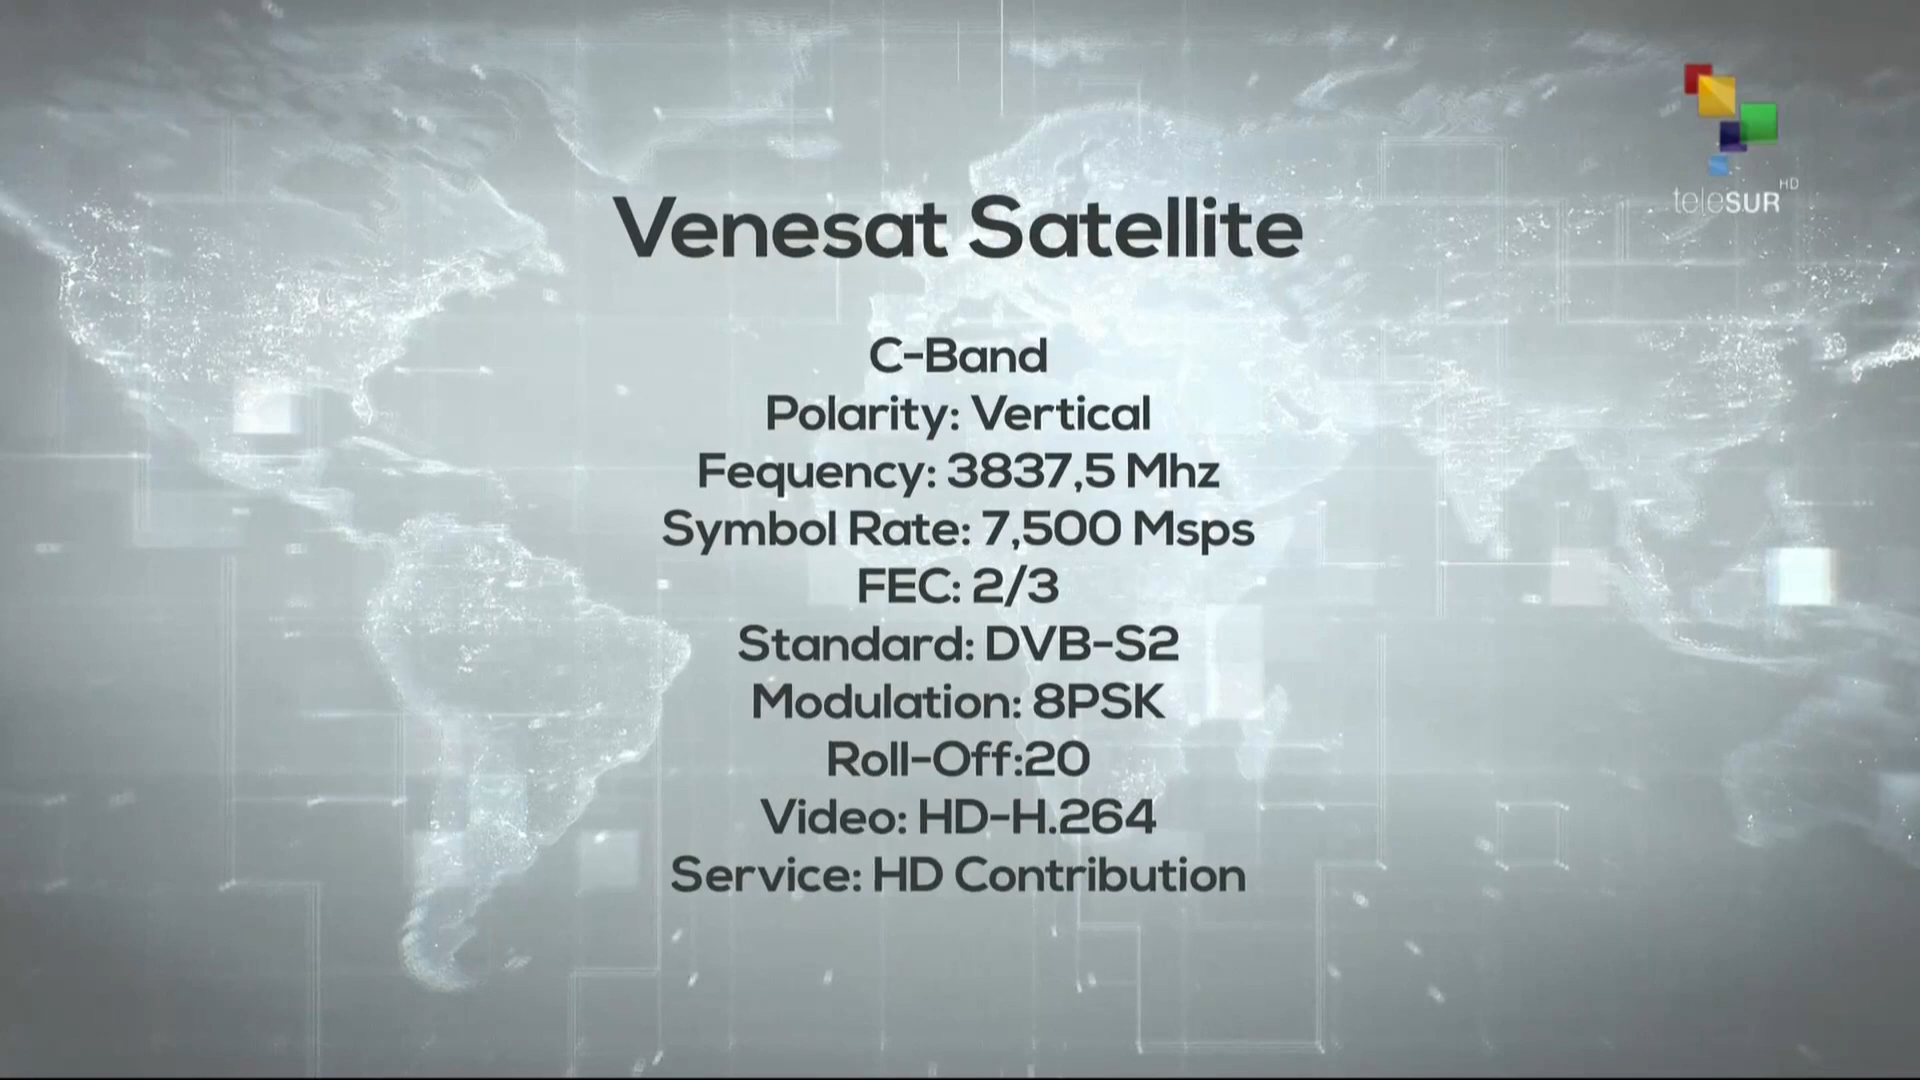 HD
teleSUR
Venesat Satellite
C-Band
Polarity: Vertical
Fequency: 3837,5 Mhz
Symbol Rate: 7,500 Msps
FEC: 2/3
Standard: DVB-S2
Modulation: 8PSK
Roll-Off:20
Video: HD-H.264
Service: HD Contribution